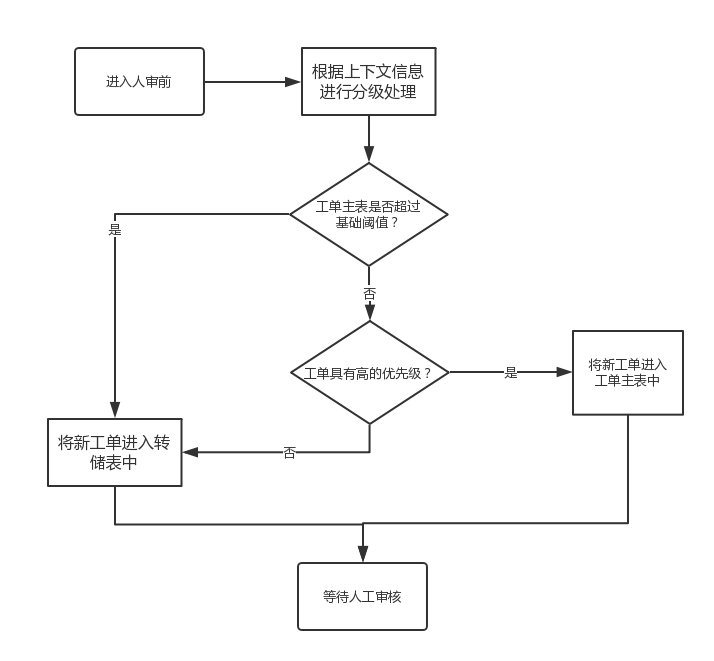 进入人审前
根据上下文信息
进行分级处理
工单主表是否超过
基础阈值？
是
否
工单具有高的优先级？
是
将新工单进入
工单主表中
将新工单进入转
储表中
否
等待人工审核